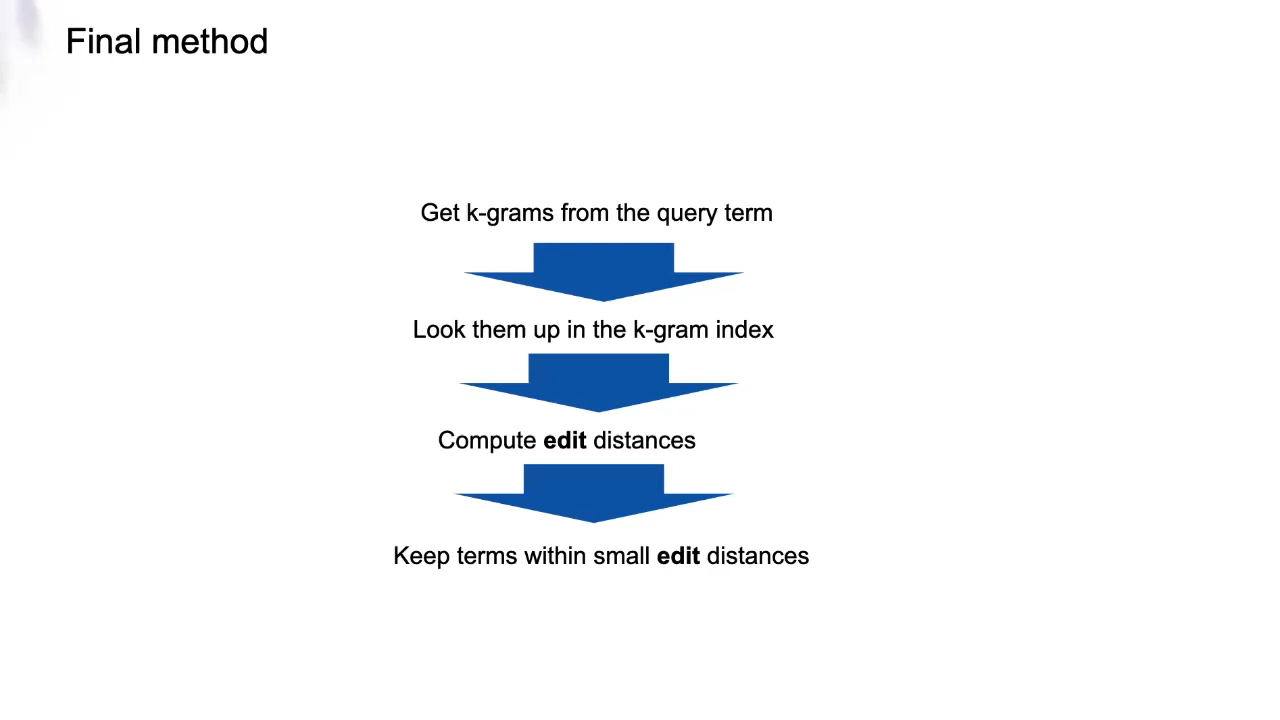 Final method
Get k-grams from the query term
Look them up in the k-gram index
Compute edit distances
Keep terms within small edit distances